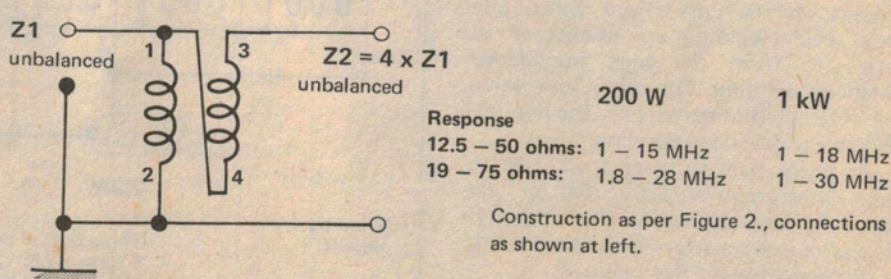 Z1
unbalanced
1
3
2
4
Z2 = 4 x Z1
unbalanced
200 W 1 kW
Response
12.5 – 50 ohms: 1 – 15 MHz 1 – 18 MHz
19 – 75 ohms: 1.8 – 28 MHz 1 – 30 MHz
Construction as per Figure 2., connections
as shown at left.